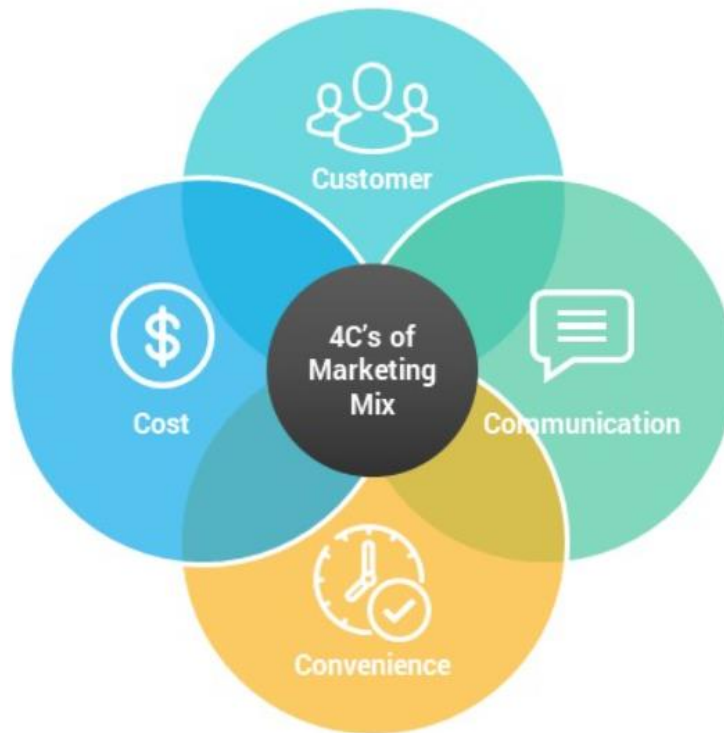 Customer
4C's of
Marketing
Mix
Cost
Communication
Convenience